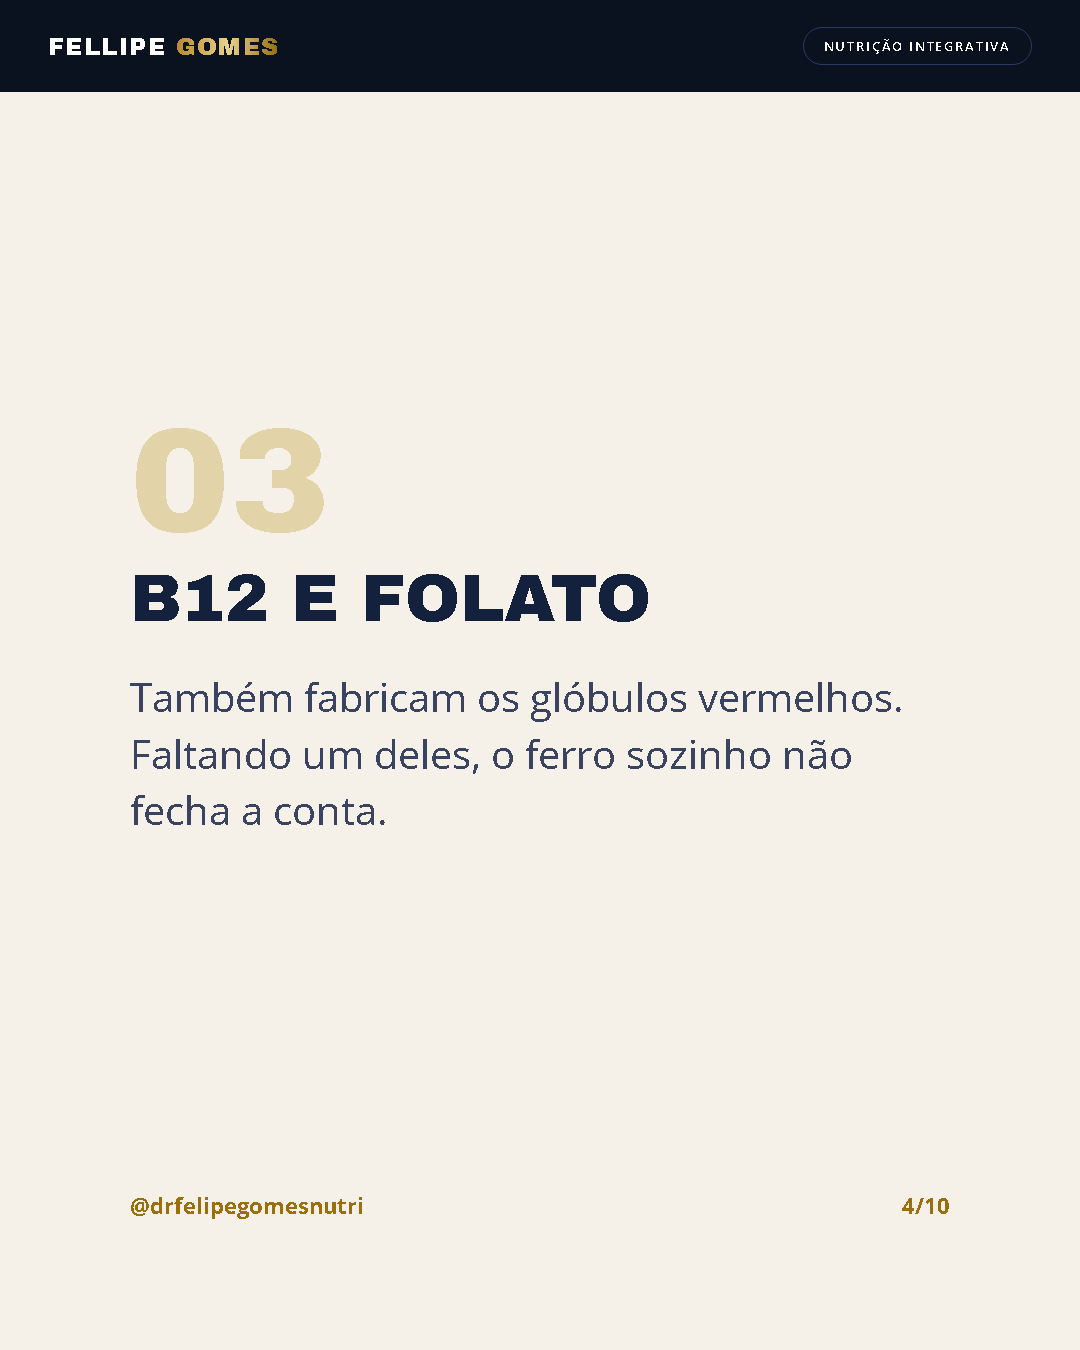 FELLIPE GOMES
NUTRIÇÃO INTEGRATIVA
03
B12 E FOLATO
Também fabricam os glóbulos vermelhos.
Faltando um deles, o ferro sozinho não
fecha a conta.
@drfelipegomesnutri
4/10